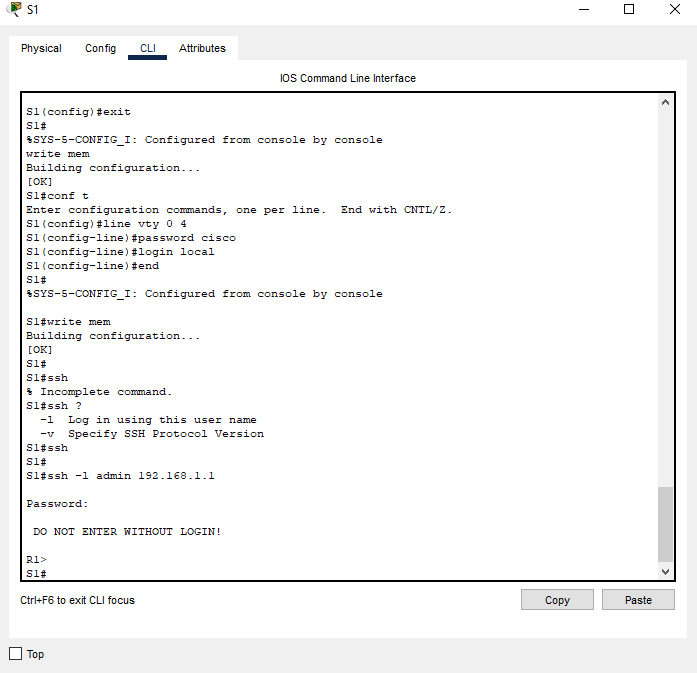 S1
Physical Config CLI Attributes
IOS Command Line Interface
S1(config)#exit
S1#
%SYS-5-CONFIG_I: Configured from console by console
write mem
Building configuration...
[OK]
S1#conf t
Enter configuration commands, one per line.  End with CNTL/Z.
S1(config)#line vty 0 4
S1(config-line)#password cisco
S1(config-line)#login local
S1(config-line)#end
S1#
%SYS-5-CONFIG_I: Configured from console by console
S1#write mem
Building configuration...
[OK]
S1#
S1#ssh
% Incomplete command.
S1#ssh ?
  -l  Log in using this user name
  -v  Specify SSH Protocol Version
S1#ssh
S1#
S1#ssh -l admin 192.168.1.1
Password:
 DO NOT ENTER WITHOUT LOGIN!
R1>
S1#
Ctrl+F6 to exit CLI focus
Copy Paste
Top